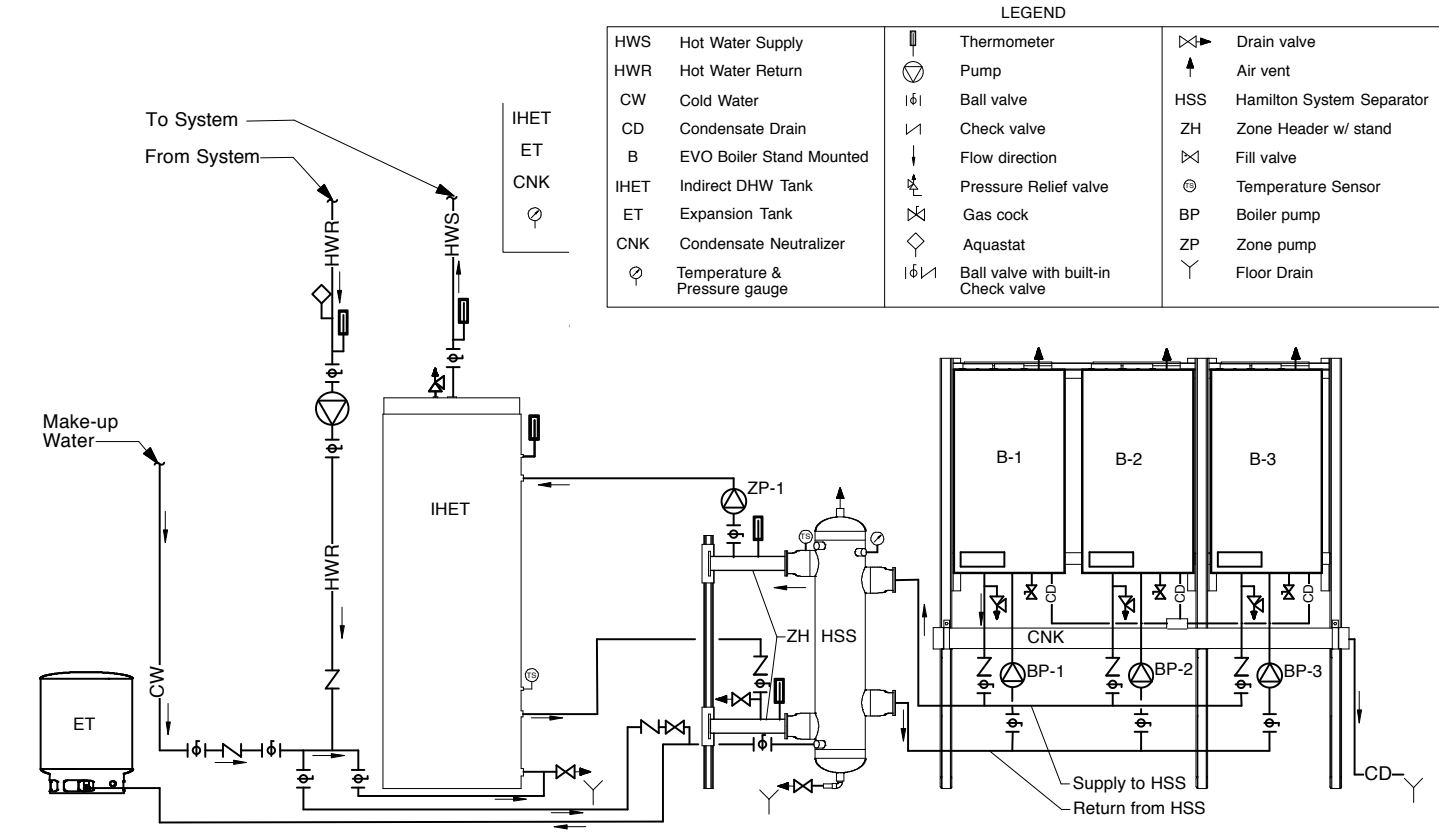 LEGEND
HWS Hot Water Supply
HWR Hot Water Return
CW Cold Water
CD Condensate Drain
B EVO Boiler Stand Mounted
IHET Indirect DHW Tank
ET Expansion Tank
CNK Condensate Neutralizer
Temperature &
Pressure gauge
Thermometer
Pump
Ball valve
Check valve
Flow direction
Pressure Relief valve
Gas cock
Aquastat
Ball valve with built-in
Check valve
Drain valve
Air vent
HSS Hamilton System Separator
ZH Zone Header w/ stand
Fill valve
TS Temperature Sensor
BP Boiler pump
ZP Zone pump
Floor Drain
IHET
ET
CNK
To System
From System
HWR
HWS
Make-up
Water
HWR
CW
ET
IHET
TS
ZP-1
TS
ZH
HSS
B-1
B-2
B-3
CD
CD
CD
CNK
BP-1
BP-2
BP-3
Supply to HSS
Return from HSS
CD